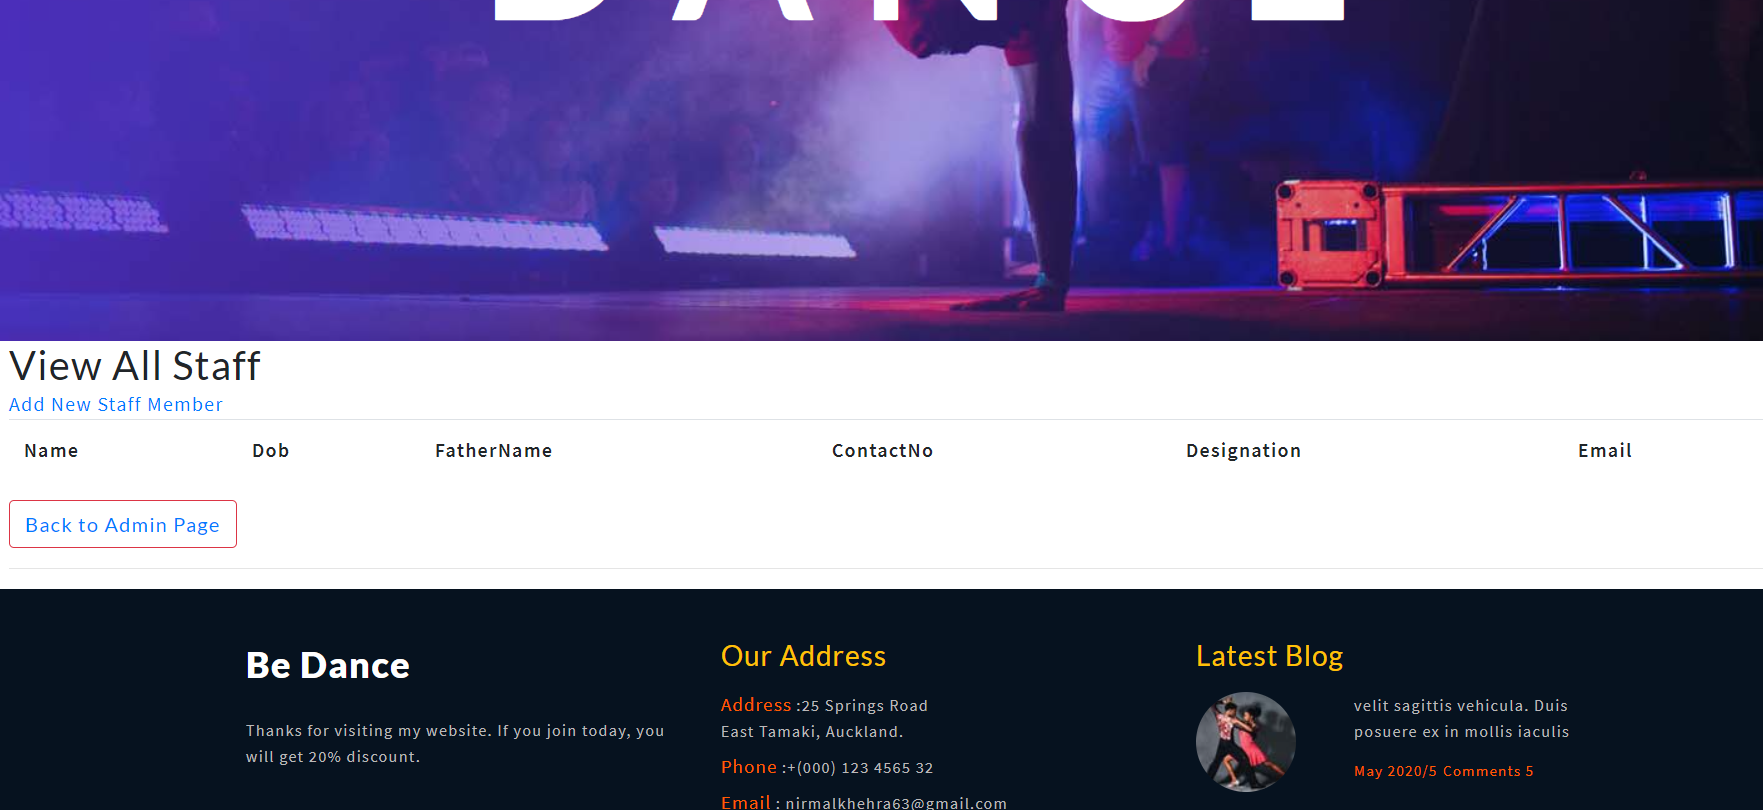 DANCE
View All Staff
Add New Staff Member
Name Dob FatherName ContactNo Designation Email
Back to Admin Page
Be Dance
Thanks for visiting my website. If you join today, you
will get 20% discount.
Our Address
Address :25 Springs Road
East Tamaki, Auckland.
Phone :+(000) 123 4565 32
Email : nirmalkhehra63@gmail.com
Latest Blog
velit sagittis vehicula. Duis
posuere ex in mollis iaculis
May 2020/5 Comments 5